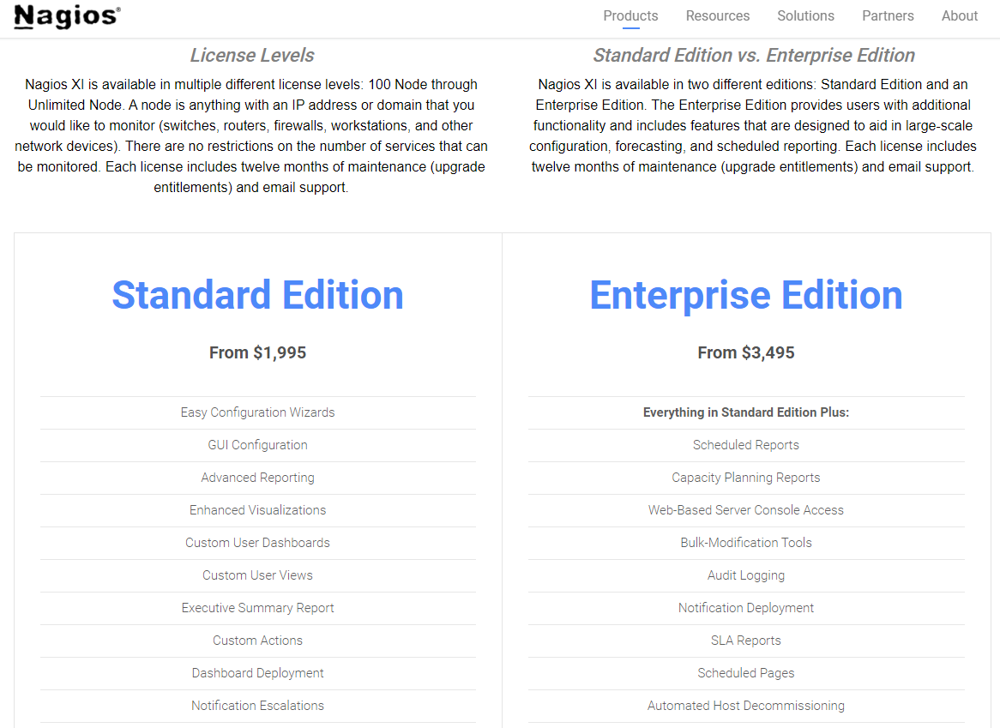 Nagios®
Products Resources Solutions Partners About
License Levels
Nagios XI is available in multiple different license levels: 100 Node through
Unlimited Node. A node is anything with an IP address or domain that you
would like to monitor (switches, routers, firewalls, workstations, and other
network devices). There are no restrictions on the number of services that can
be monitored. Each license includes twelve months of maintenance (upgrade
entitlements) and email support.
Standard Edition vs. Enterprise Edition
Nagios XI is available in two different editions: Standard Edition and an
Enterprise Edition. The Enterprise Edition provides users with additional
functionality and includes features that are designed to aid in large-scale
configuration, forecasting, and scheduled reporting. Each license includes
twelve months of maintenance (upgrade entitlements) and email support.
Standard Edition
From $1,995
Easy Configuration Wizards
GUI Configuration
Advanced Reporting
Enhanced Visualizations
Custom User Dashboards
Custom User Views
Executive Summary Report
Custom Actions
Dashboard Deployment
Notification Escalations
Enterprise Edition
From $3,495
Everything in Standard Edition Plus:
Scheduled Reports
Capacity Planning Reports
Web-Based Server Console Access
Bulk-Modification Tools
Audit Logging
Notification Deployment
SLA Reports
Scheduled Pages
Automated Host Decommissioning